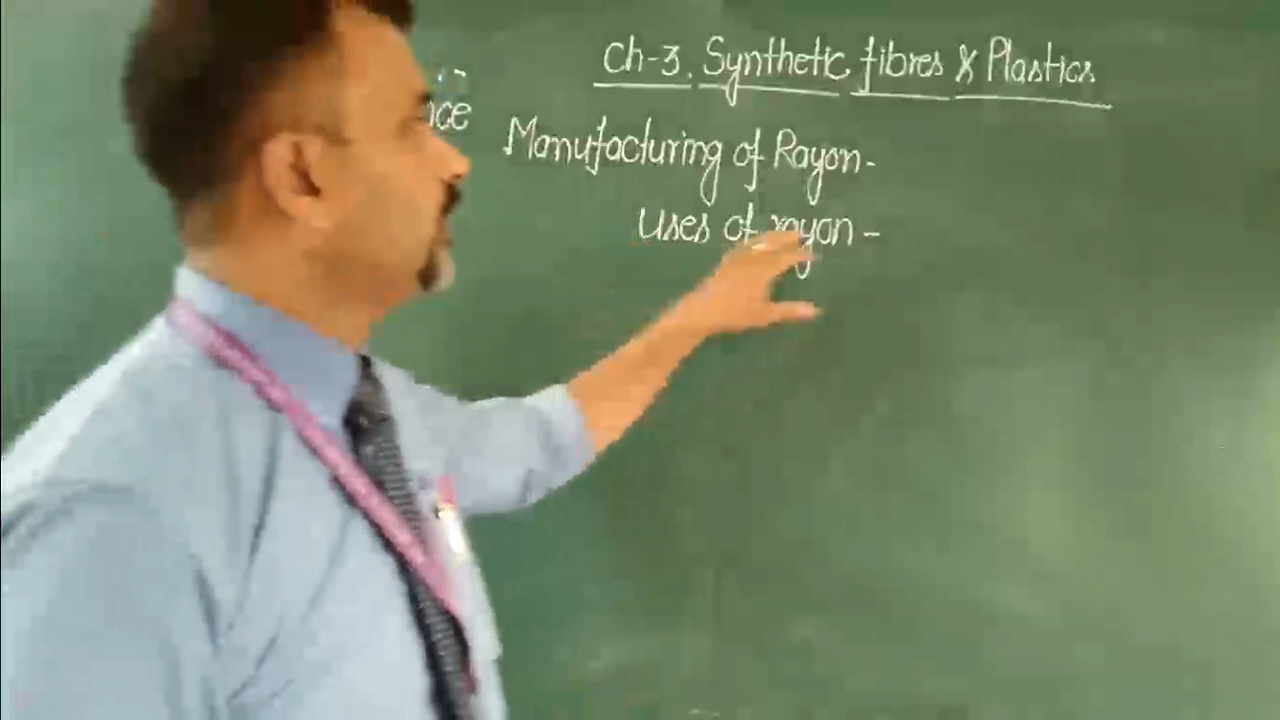 Ch-3. Synthetic fibres & Plastics
Manufacturing of Rayon-
Uses of rayon -